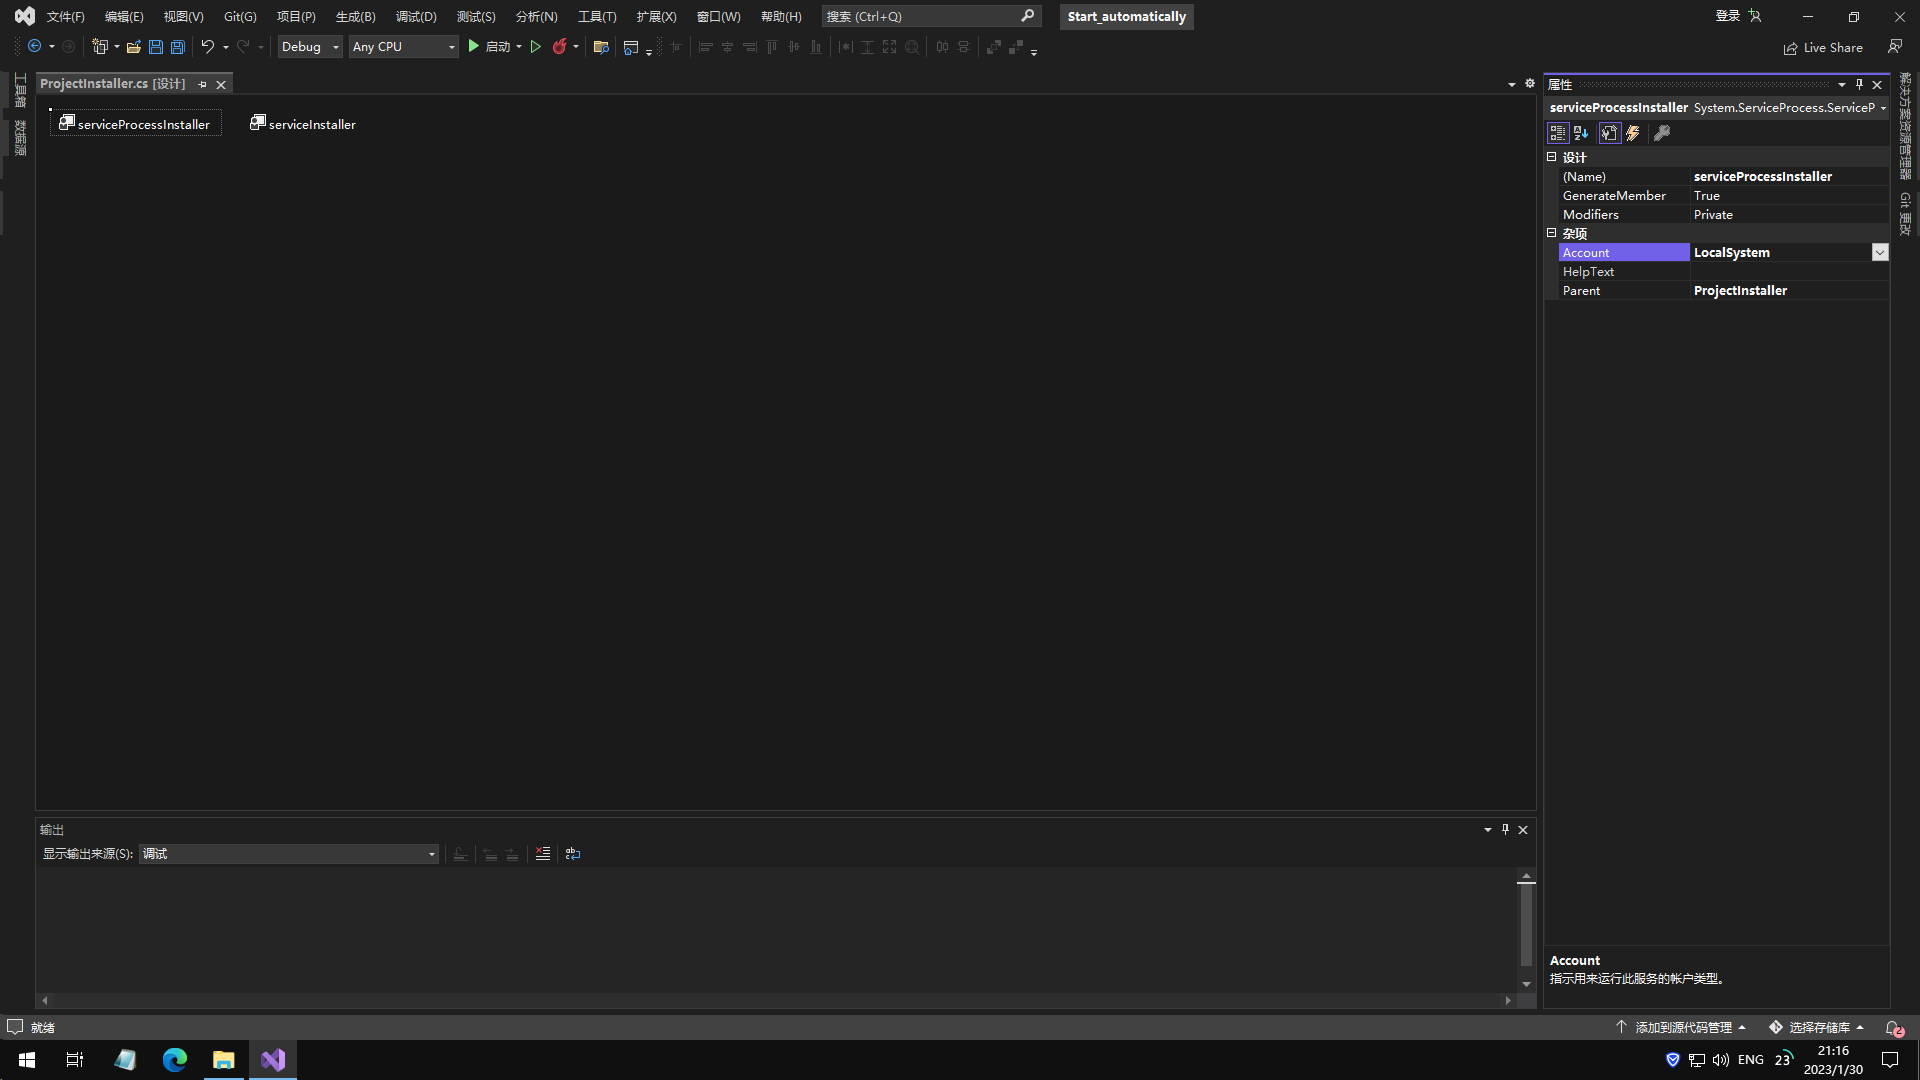 文件(F) 编辑(E) 视图(V) Git(G) 项目(P) 生成(B) 调试(D) 测试(S) 分析(N) 工具(T) 扩展(X) 窗口(W) 帮助(H) 搜索 (Ctrl+Q) Start_automatically 登录
Debug Any CPU 启动 Live Share
工具箱
数据源
ProjectInstaller.cs [设计]
serviceProcessInstaller serviceInstaller
属性
serviceProcessInstaller System.ServiceProcess.ServiceP
设计
(Name) serviceProcessInstaller
GenerateMember True
Modifiers Private
杂项
Account LocalSystem
HelpText
Parent ProjectInstaller
解决方案资源管理器
Git 更改
输出
显示输出来源(S): 调试
Account
指示用来运行此服务的帐户类型。
就绪 添加到源代码管理 选择存储库 2
ENG 23 21:16
2023/1/30